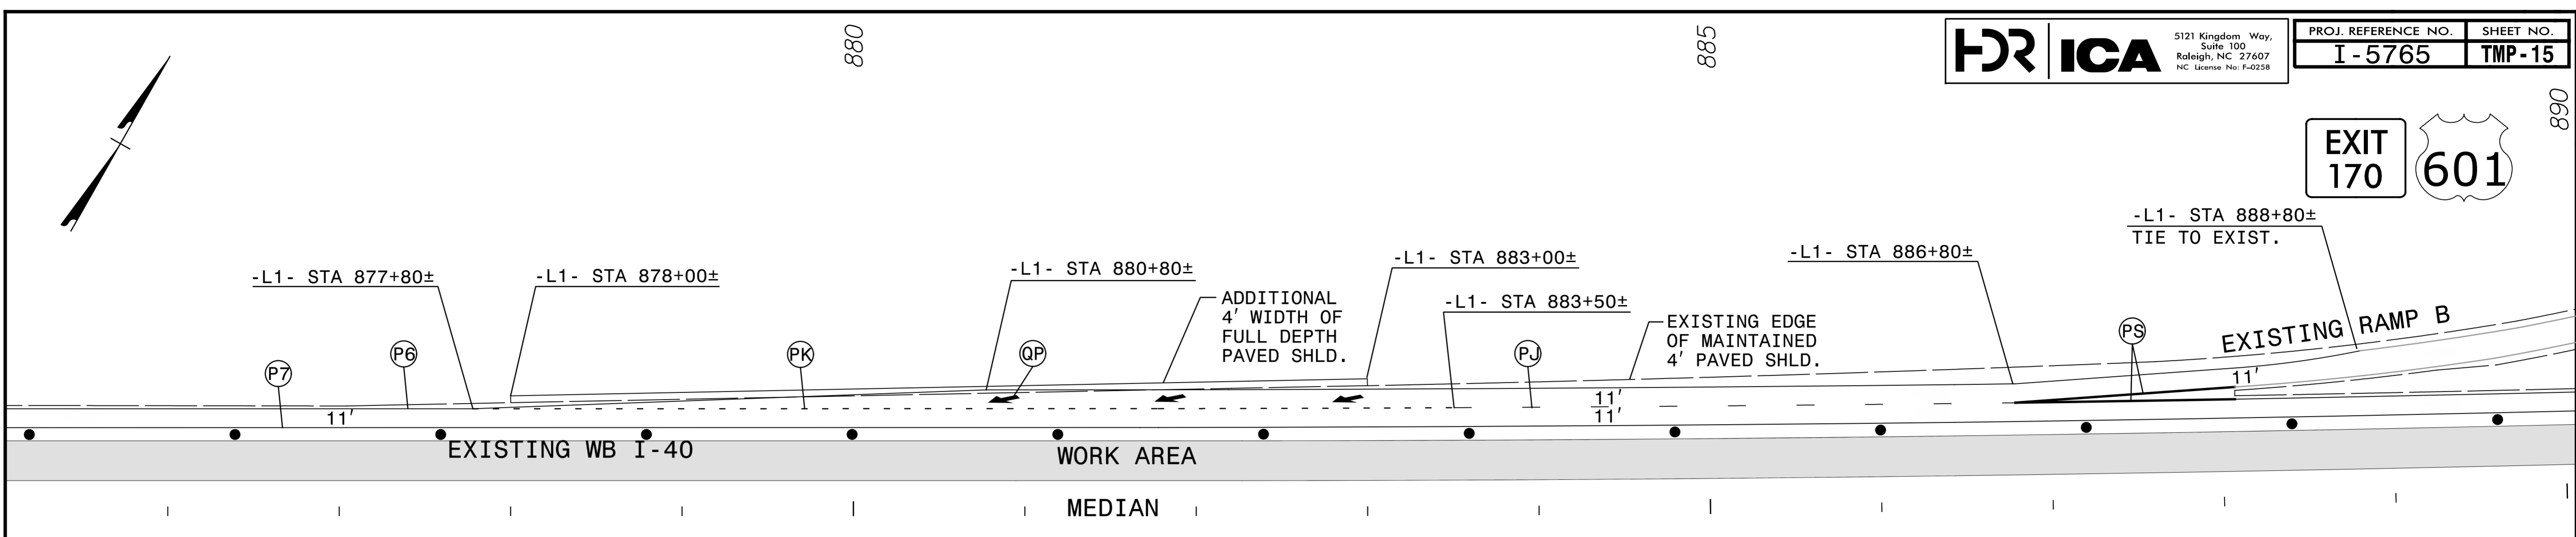 880
885
890
HDR ICA
5121 Kingdom Way,
Suite 100
Raleigh, NC 27607
NC License No: F-0258
PROJ. REFERENCE NO.
I-5765
SHEET NO.
TMP-15
EXIT
170
601
-L1- STA 877+80±
-L1- STA 878+00±
-L1- STA 880+80±
ADDITIONAL
4' WIDTH OF
FULL DEPTH
PAVED SHLD.
-L1- STA 883+00±
-L1- STA 883+50±
EXISTING EDGE
OF MAINTAINED
4' PAVED SHLD.
-L1- STA 886+80±
-L1- STA 888+80±
TIE TO EXIST.
P7
P6
PK
QP
PJ
PS
EXISTING RAMP B
11'
11'
11'
11'
EXISTING WB I-40
WORK AREA
MEDIAN